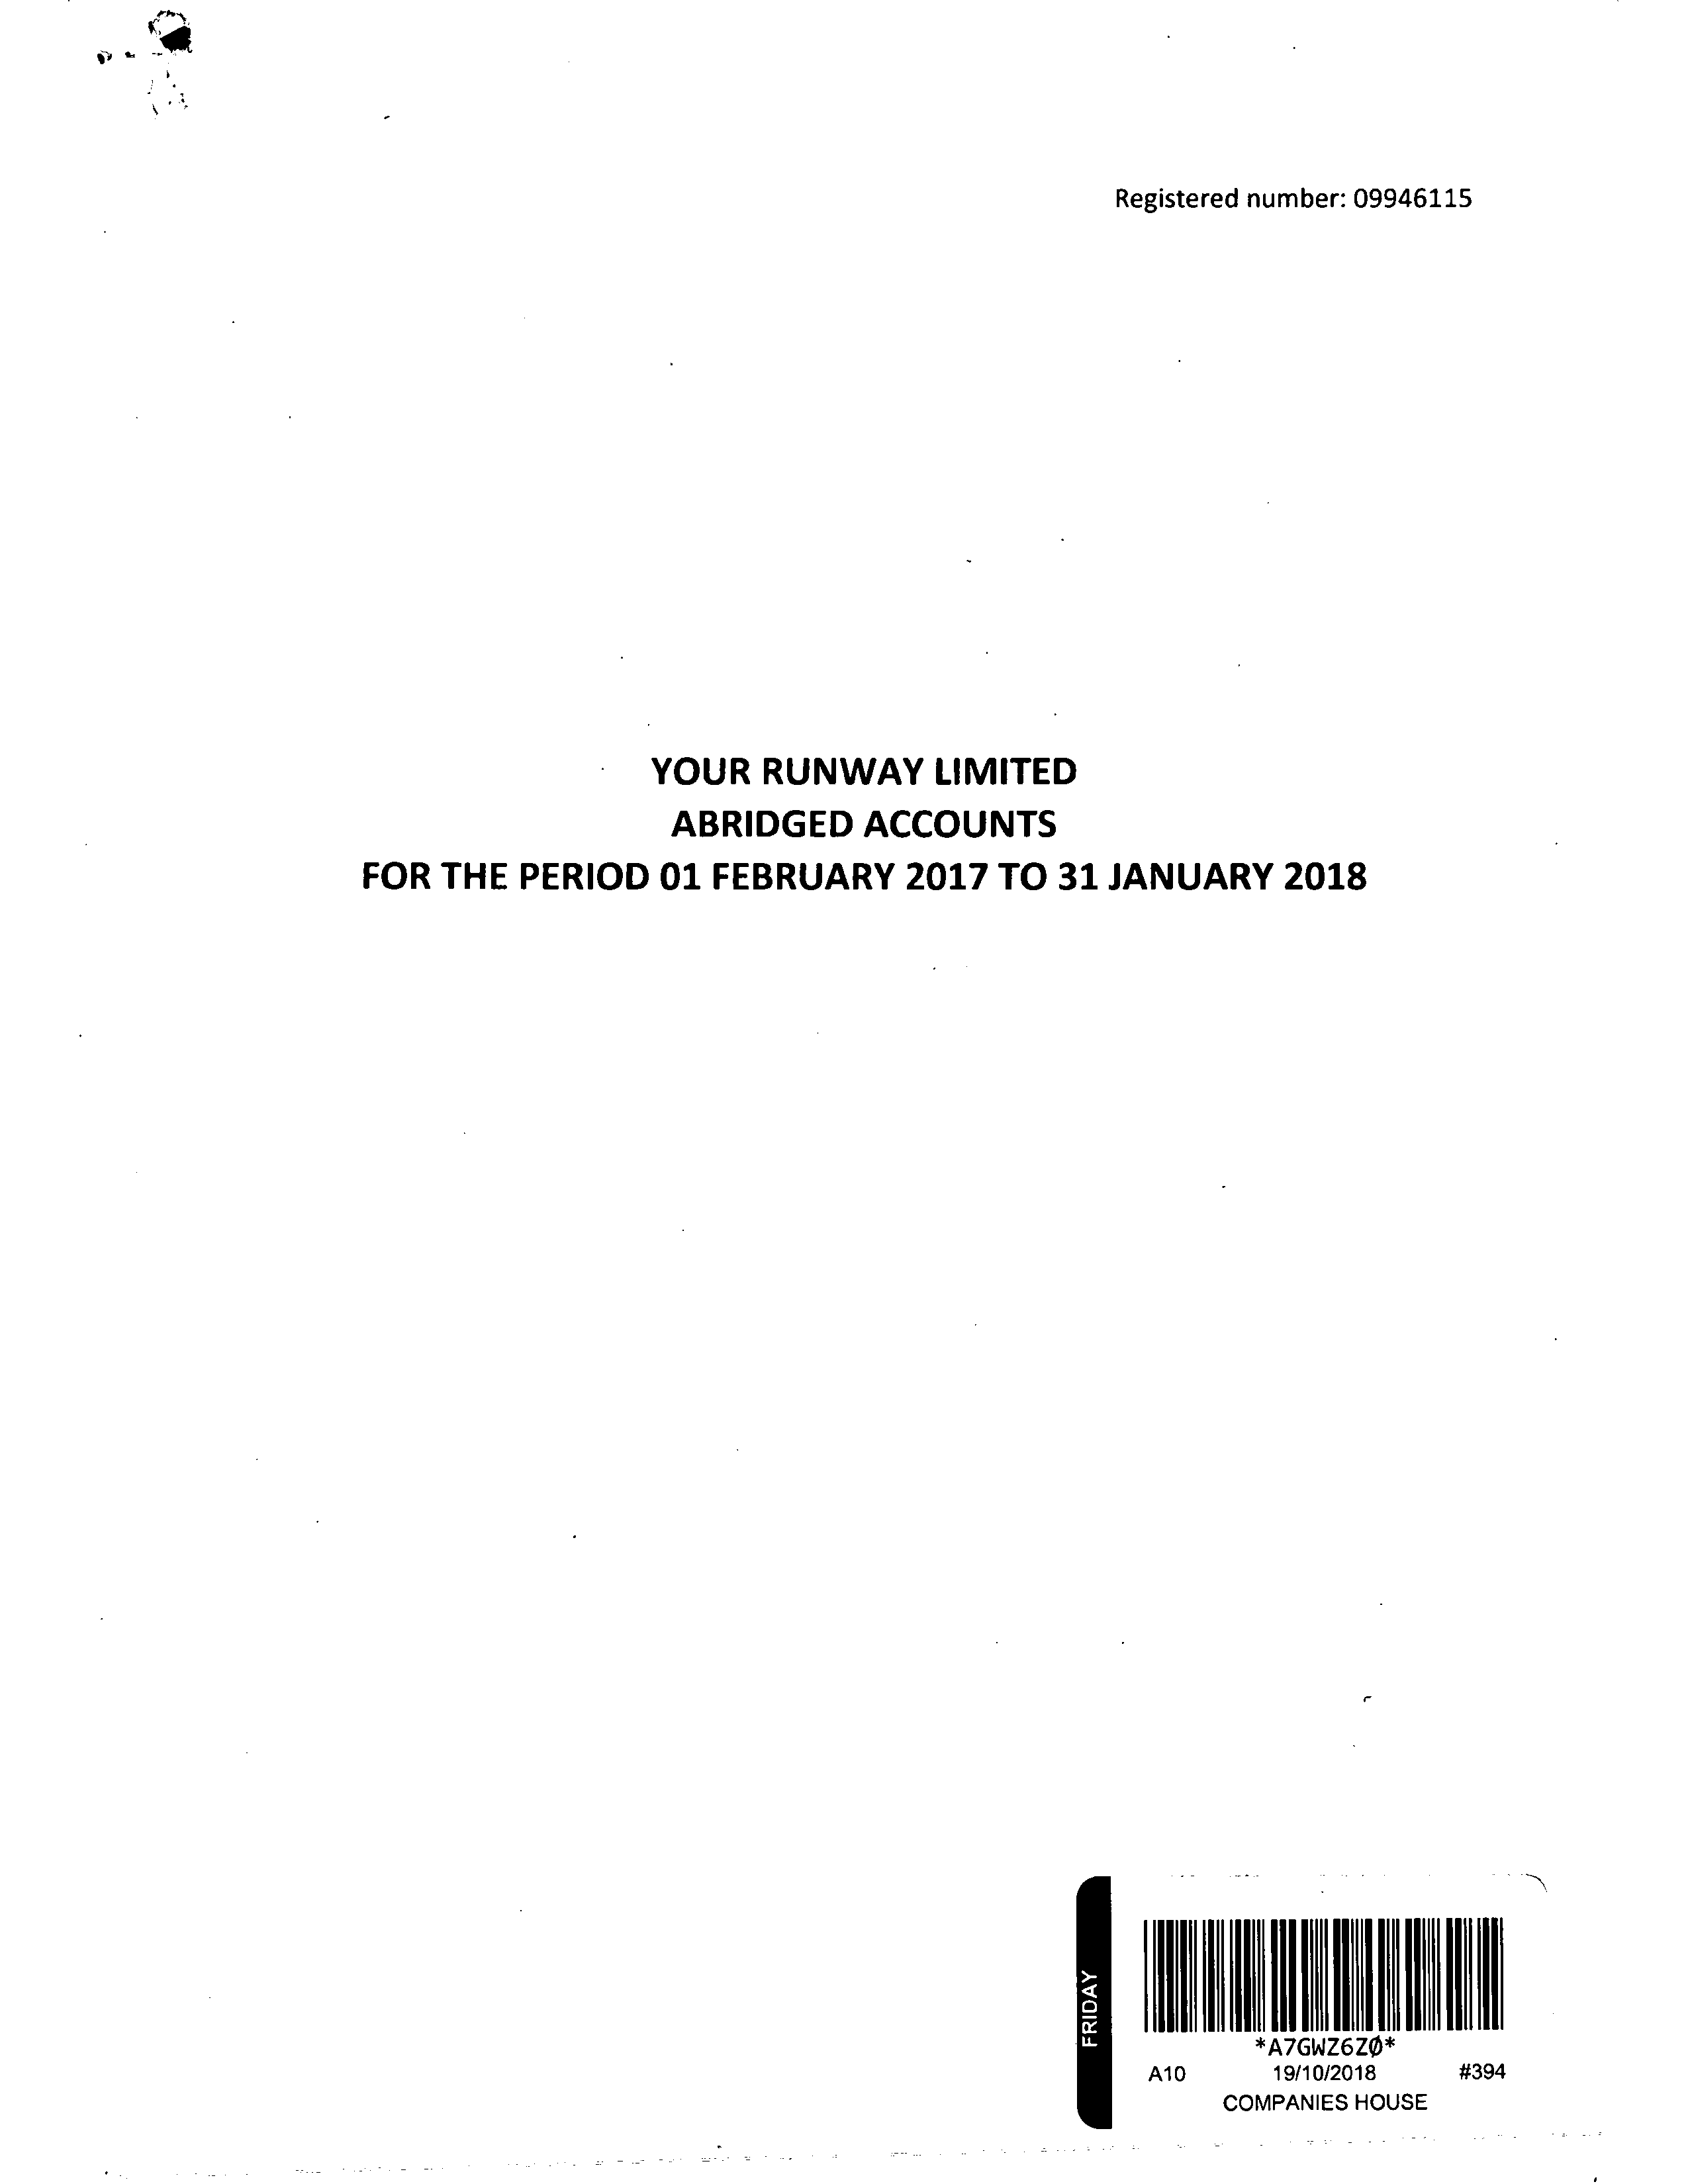 Registered number: 09946115
YOUR RUNWAY LIMITED
ABRIDGED ACCOUNTS
FOR THE PERIOD 01 FEBRUARY 2017 TO 31 JANUARY 2018
FRIDAY
*A7GWZ6ZØ*
A10 19/10/2018 #394
COMPANIES HOUSE